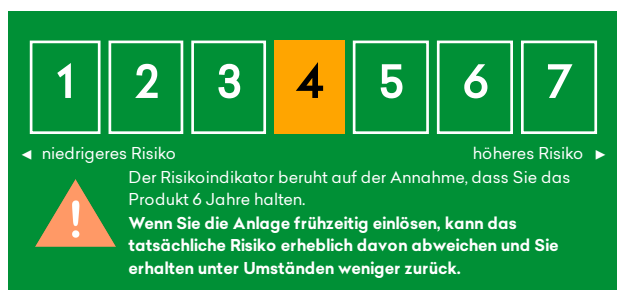 1 2 3 4 5 6 7
◄ niedrigeres Risiko höheres Risiko ►
Der Risikoindikator beruht auf der Annahme, dass Sie das
Produkt 6 Jahre halten.
Wenn Sie die Anlage frühzeitig einlösen, kann das
tatsächliche Risiko erheblich davon abweichen und Sie
erhalten unter Umständen weniger zurück.
!